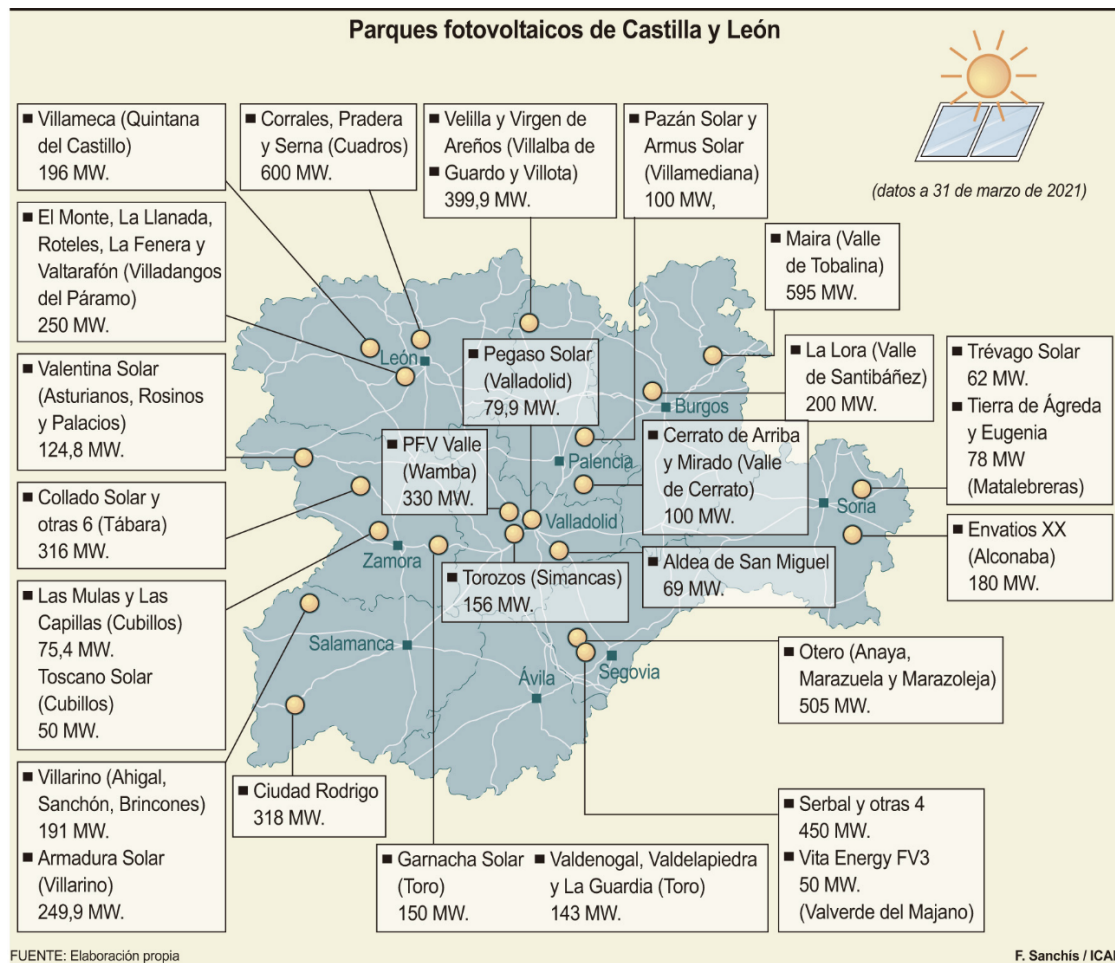 Parques fotovoltaicos de Castilla y León
(datos a 31 de marzo de 2021)
Villameca (Quintana
del Castillo)
196 MW.
Corrales, Pradera
y Serna (Cuadros)
600 MW.
Velilla y Virgen de
Areños (Villalba de
Guardo y Villota)
399,9 MW.
Pazán Solar y
Armus Solar
(Villamediana)
100 MW,
Maira (Valle
de Tobalina)
595 MW.
El Monte, La Llanada,
Roteles, La Fenera y
Valtarafón (Villadangos
del Páramo)
250 MW.
Valentina Solar
(Asturianos, Rosinos
y Palacios)
124,8 MW.
Pegaso Solar
(Valladolid)
79,9 MW.
La Lora (Valle
de Santibáñez)
200 MW.
Trévago Solar
62 MW.
Tierra de Ágreda
y Eugenia
78 MW
(Matalebreras)
PFV Valle
(Wamba)
330 MW.
Cerrato de Arriba
y Mirado (Valle
de Cerrato)
100 MW.
Collado Solar y
otras 6 (Tábara)
316 MW.
Envatios XX
(Alconaba)
180 MW.
Torozos (Simancas)
156 MW.
Aldea de San Miguel
69 MW.
Las Mulas y Las
Capillas (Cubillos)
75,4 MW.
Toscano Solar
(Cubillos)
50 MW.
Otero (Anaya,
Marazuela y Marazoleja)
505 MW.
Villarino (Ahigal,
Sanchón, Brincones)
191 MW.
Armadura Solar
(Villarino)
249,9 MW.
Ciudad Rodrigo
318 MW.
Garnacha Solar
(Toro)
150 MW.
Valdenogal, Valdelapiedra
y La Guardia (Toro)
143 MW.
Serbal y otras 4
450 MW.
Vita Energy FV3
50 MW.
(Valverde del Majano)
León
Burgos
Palencia
Soria
Valladolid
Zamora
Salamanca
Segovia
Ávila
FUENTE: Elaboración propia
F. Sanchís / ICAL